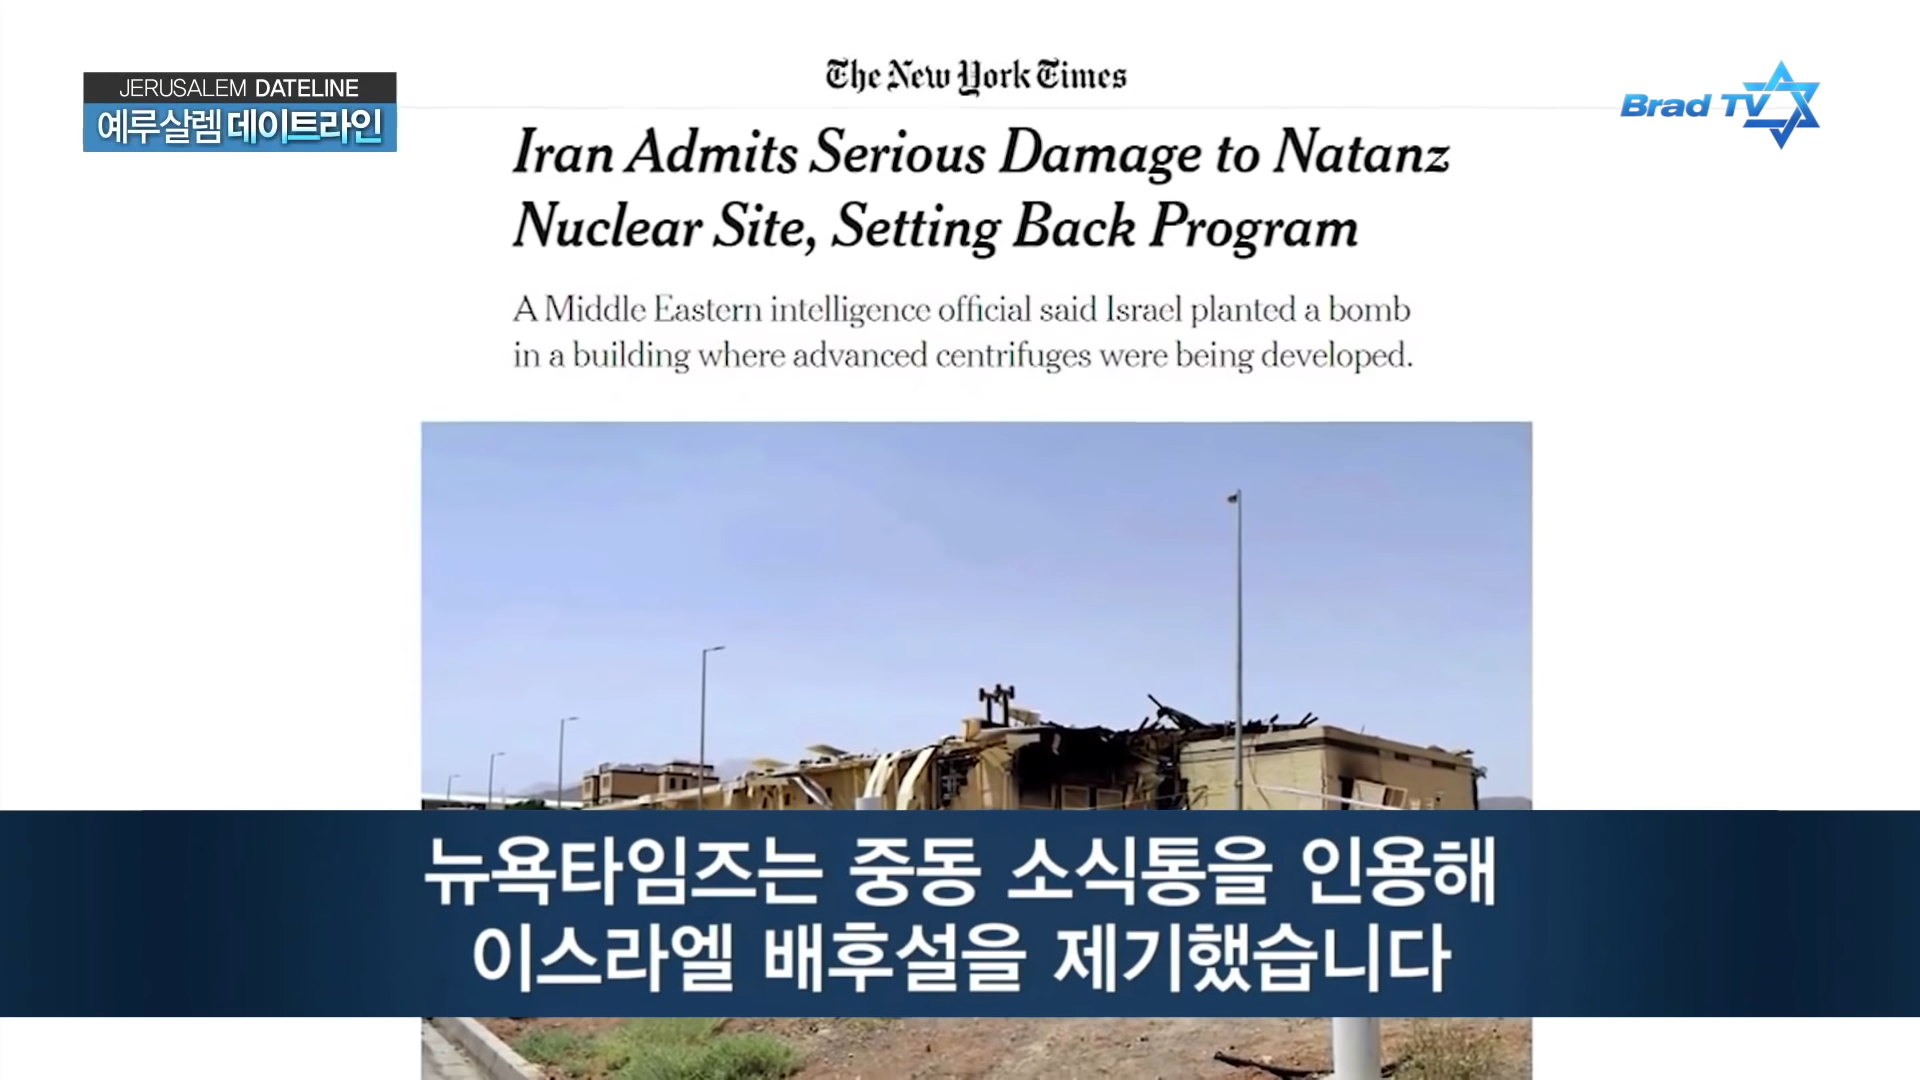 JERUSALEM DATELINE
예루살렘 데이트라인
The New York Times
Brad TV
Iran Admits Serious Damage to Natanz
Nuclear Site, Setting Back Program
A Middle Eastern intelligence official said Israel planted a bomb
in a building where advanced centrifuges were being developed.
뉴욕타임즈는 중동 소식통을 인용해
이스라엘 배후설을 제기했습니다